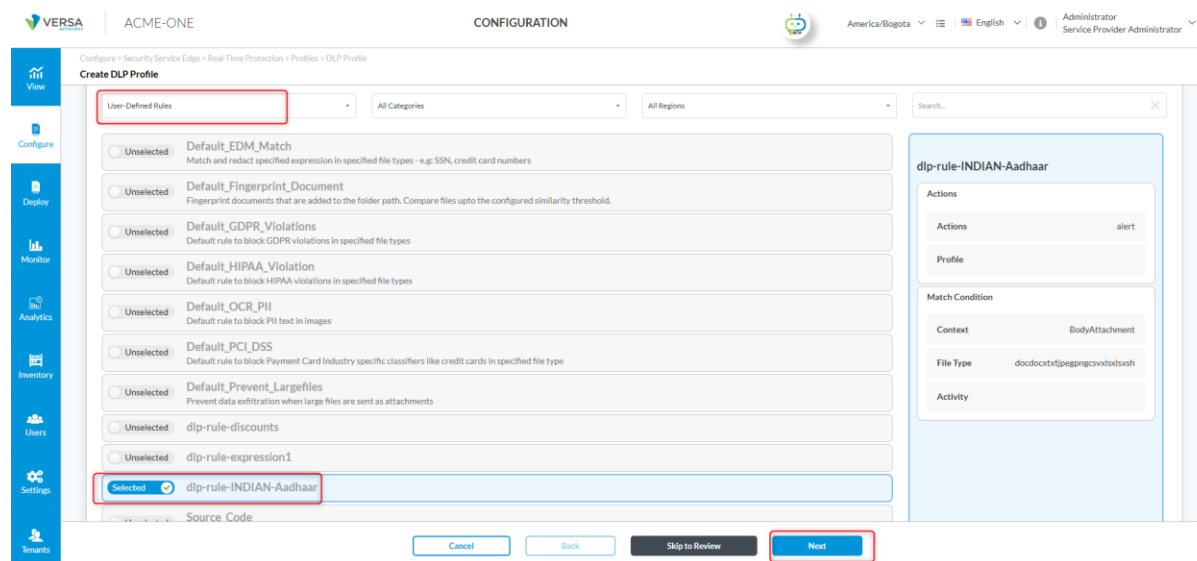 VERSA
NETWORKS
ACME-ONE
CONFIGURATION
America/Bogota
English
Administrator
Service Provider Administrator
View
Configure
Deploy
Monitor
Analytics
Inventory
Users
Settings
Tenants
Configure > Security Service Edge > Real-Time Protection > Profiles > DLP Profile
Create DLP Profile
User-Defined Rules
All Categories
All Regions
Search...
Unselected Default_EDM_Match
Match and redact specified expression in specified file types - e.g: SSN, credit card numbers
Unselected Default_Fingerprint_Document
Fingerprint documents that are added to the folder path. Compare files upto the configured similarity threshold.
Unselected Default_GDPR_Violations
Default rule to block GDPR violations in specified file types
Unselected Default_HIPAA_Violation
Default rule to block HIPAA violations in specified file types
Unselected Default_OCR_PII
Default rule to block PII text in images
Unselected Default_PCI_DSS
Default rule to block Payment Card Industry specific classifiers like credit cards in specified file type
Unselected Default_Prevent_Largefiles
Prevent data exfiltration when large files are sent as attachments
Unselected dlp-rule-discounts
Unselected dlp-rule-expression1
Selected dlp-rule-INDIAN-Aadhaar
Source_Code
dlp-rule-INDIAN-Aadhaar
Actions
Actions alert
Profile
Match Condition
Context BodyAttachment
File Type docdocxtxtjpegpngcsvxlsxlsxsh
Activity
Cancel
Back
Skip to Review
Next